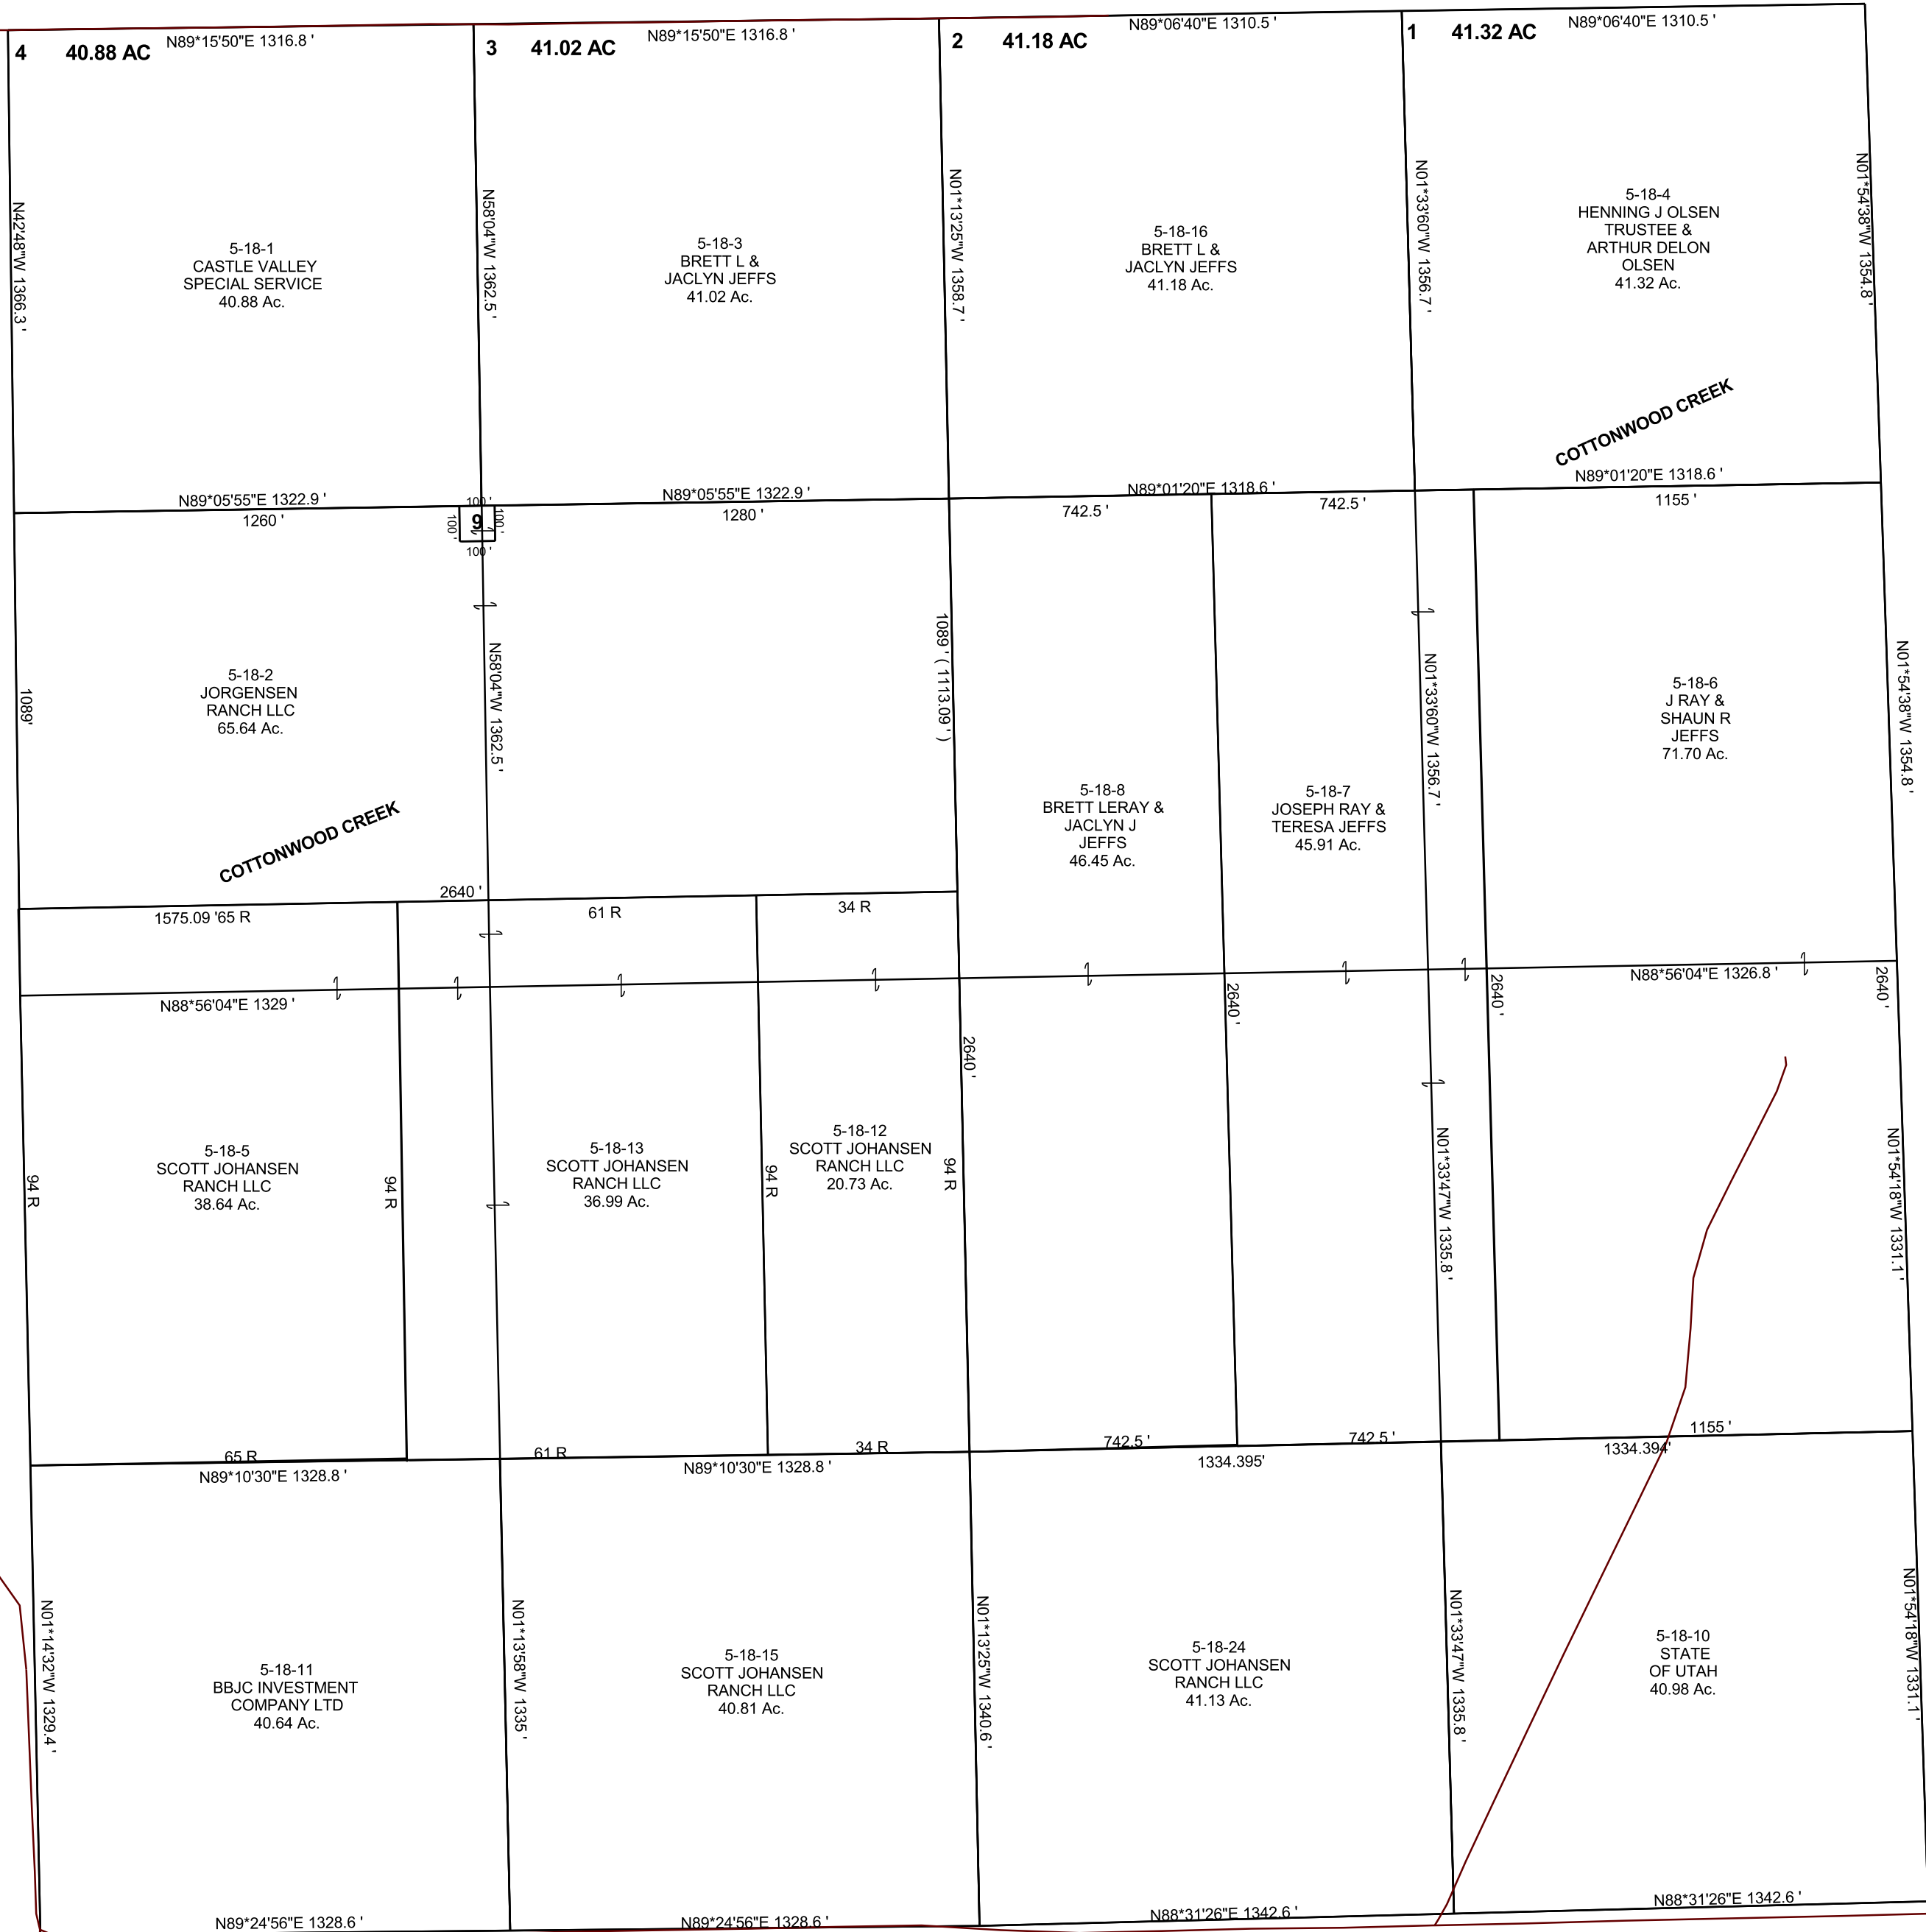 4 40.88 AC N89*15'50"E 1316.8 '
3 41.02 AC N89*15'50"E 1316.8 '
2 41.18 AC N89*06'40"E 1310.5 '
1 41.32 AC N89*06'40"E 1310.5 '
N42'48"W 1366.3 '
5-18-1
CASTLE VALLEY
SPECIAL SERVICE
40.88 Ac.
N58'04"W 1362.5 '
5-18-3
BRETT L &
JACLYN JEFFS
41.02 Ac.
N01*13'25"W 1358.7 '
5-18-16
BRETT L &
JACLYN JEFFS
41.18 Ac.
N01*33'60"W 1356.7 '
5-18-4
HENNING J OLSEN
TRUSTEE &
ARTHUR DELON
OLSEN
41.32 Ac.
N01*54'38"W 1354.8 '
COTTONWOOD CREEK
N89*05'55"E 1322.9 '
N89*05'55"E 1322.9 '
N89*01'20"E 1318.6 '
N89*01'20"E 1318.6 '
1260 '
100 '
100 '
9
100 '
100 '
1280 '
742.5 '
742.5 '
1155 '
1089'
5-18-2
JORGENSEN
RANCH LLC
65.64 Ac.
N58'04"W 1362.5 '
1089 ' ( 1113.09 ' )
5-18-8
BRETT LERAY &
JACLYN J
JEFFS
46.45 Ac.
5-18-7
JOSEPH RAY &
TERESA JEFFS
45.91 Ac.
N01*33'60"W 1356.7 '
5-18-6
J RAY &
SHAUN R
JEFFS
71.70 Ac.
N01*54'38"W 1354.8 '
COTTONWOOD CREEK
2640 '
1575.09 '65 R
61 R
34 R
N88*56'04"E 1329 '
N88*56'04"E 1326.8 '
2640 '
2640 '
2640 '
2640 '
94 R
5-18-5
SCOTT JOHANSEN
RANCH LLC
38.64 Ac.
94 R
5-18-13
SCOTT JOHANSEN
RANCH LLC
36.99 Ac.
94 R
5-18-12
SCOTT JOHANSEN
RANCH LLC
20.73 Ac.
94 R
N01*33'47"W 1335.8 '
N01*54'18"W 1331.1 '
65 R
61 R
34 R
742.5 '
742.5 '
1155 '
N89*10'30"E 1328.8 '
N89*10'30"E 1328.8 '
1334.395'
1334.394'
N01*14'32"W 1329.4 '
5-18-11
BBJC INVESTMENT
COMPANY LTD
40.64 Ac.
N01*13'58"W 1335 '
5-18-15
SCOTT JOHANSEN
RANCH LLC
40.81 Ac.
N01*13'25"W 1340.6 '
5-18-24
SCOTT JOHANSEN
RANCH LLC
41.13 Ac.
N01*33'47"W 1335.8 '
5-18-10
STATE
OF UTAH
40.98 Ac.
N01*54'18"W 1331.1 '
N89*24'56"E 1328.6 '
N89*24'56"E 1328.6 '
N88*31'26"E 1342.6 '
N88*31'26"E 1342.6 '